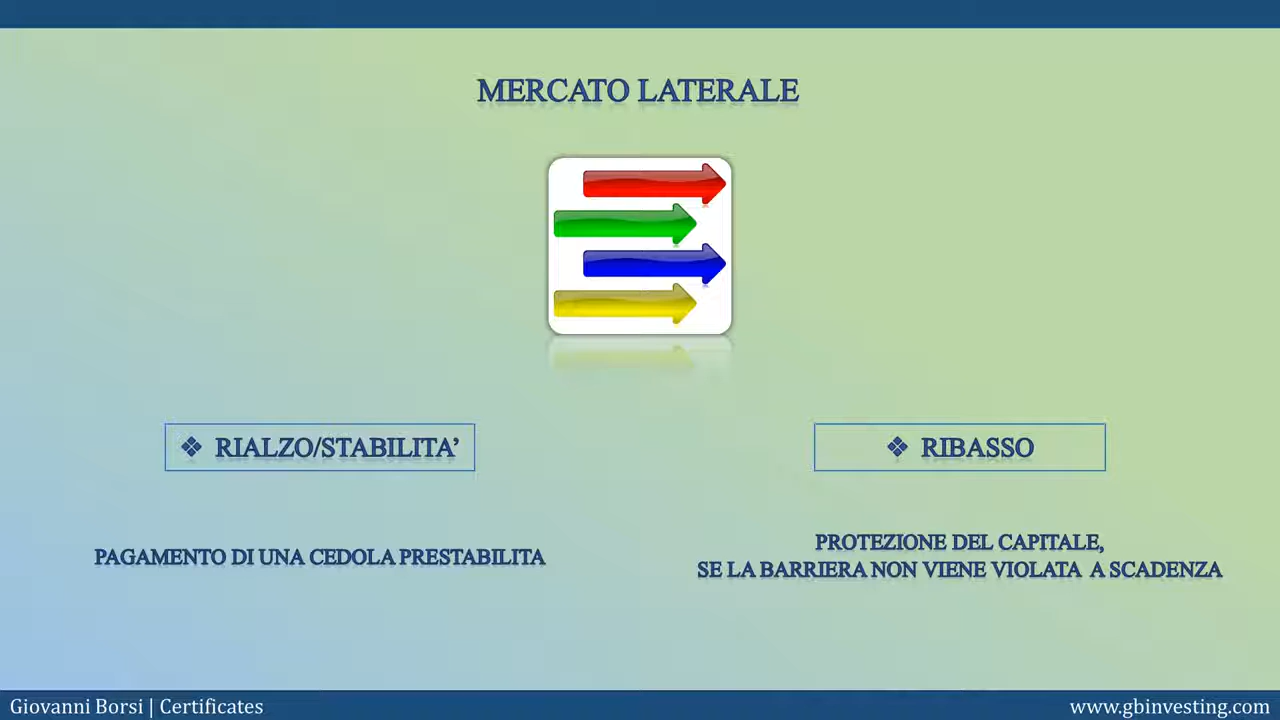 MERCATO LATERALE
❖ RIALZO/STABILITA’
❖ RIBASSO
PAGAMENTO DI UNA CEDOLA PRESTABILITA
PROTEZIONE DEL CAPITALE,
SE LA BARRIERA NON VIENE VIOLATA A SCADENZA
Giovanni Borsi | Certificates
www.gbinvesting.com